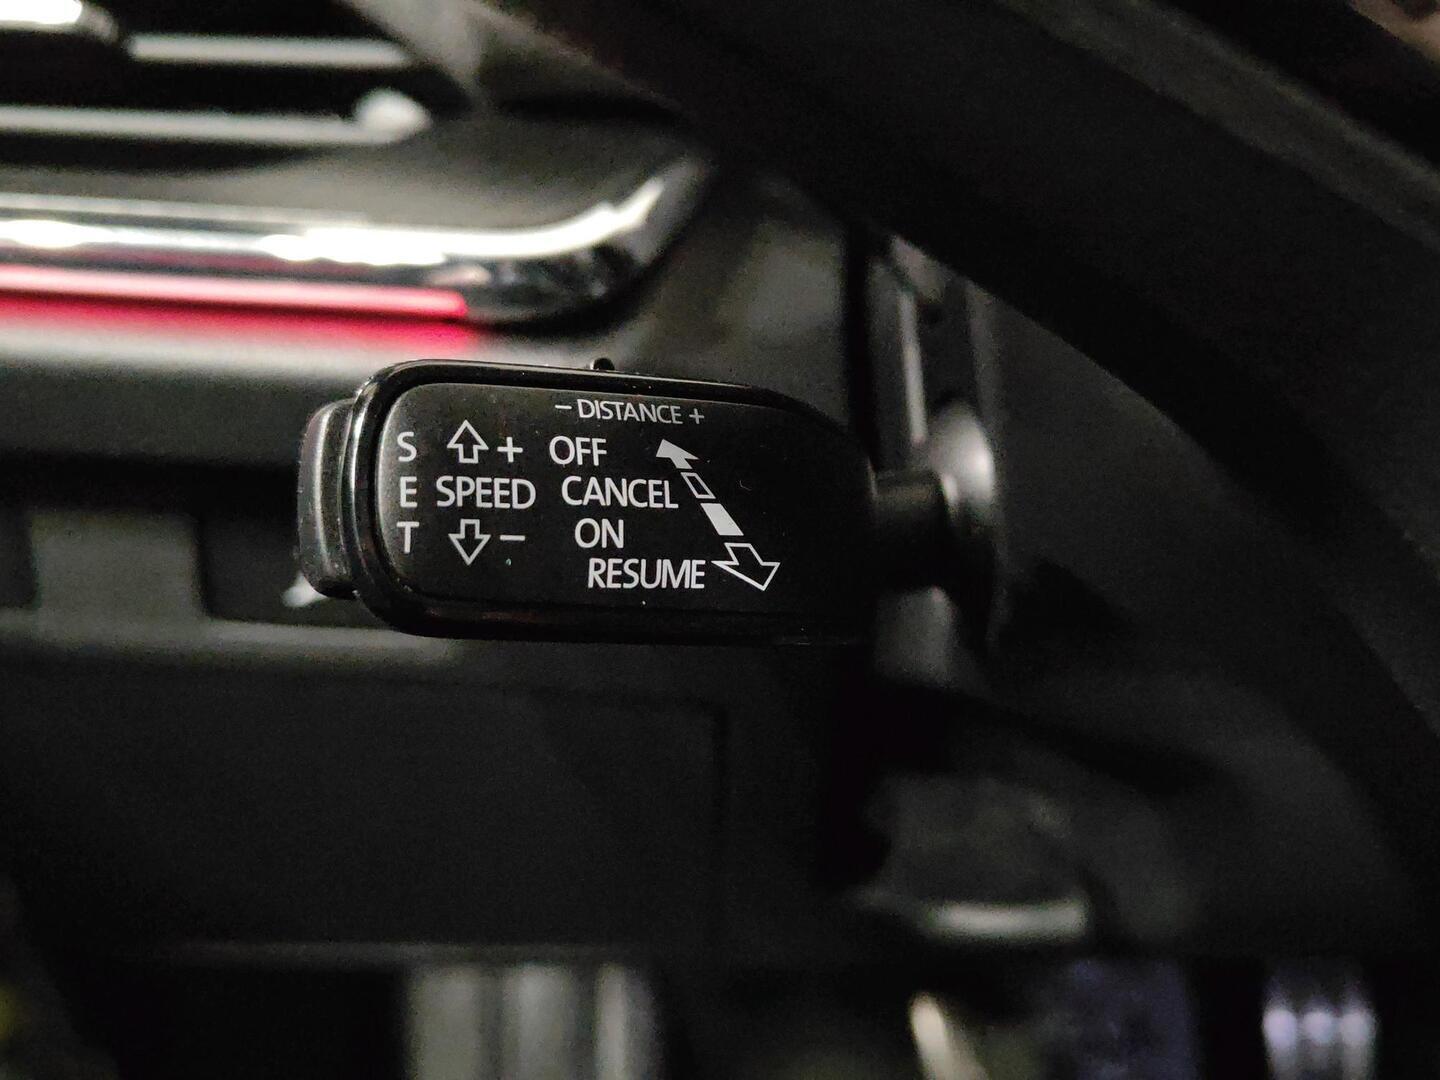 - DISTANCE +
S + OFF
E SPEED CANCEL
T - ON
RESUME